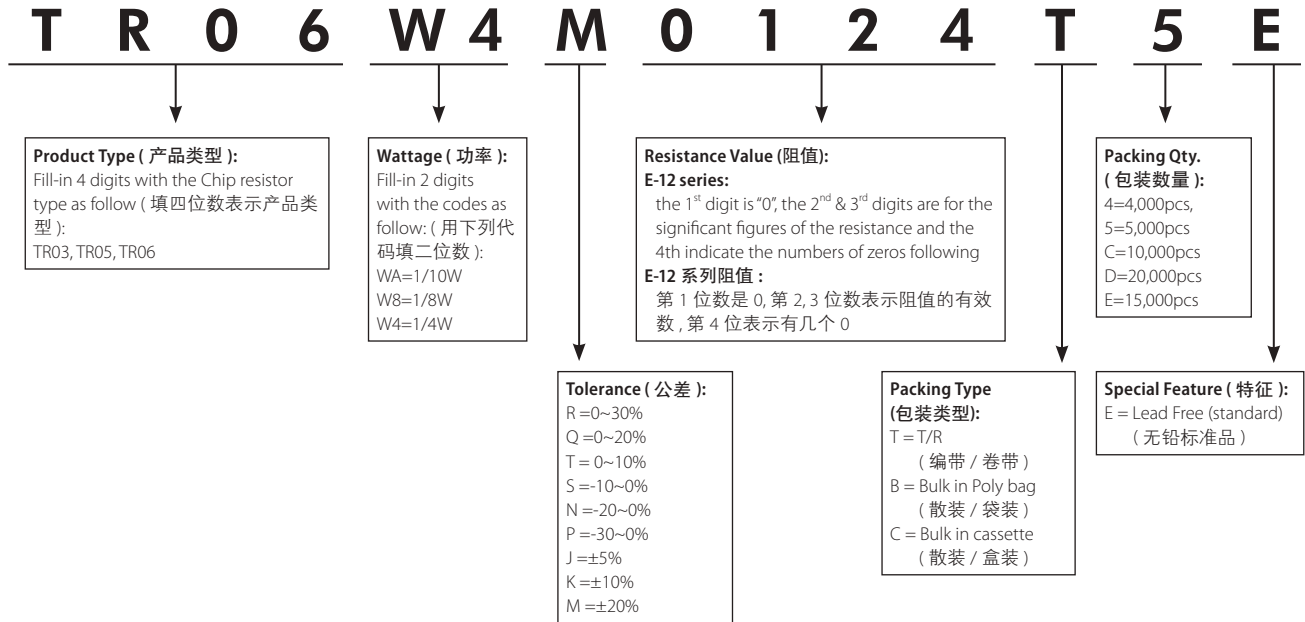 T R 0 6 W 4 M 0 1 2 4 T 5 E
Product Type ( 产品类型 ):
Fill-in 4 digits with the Chip resistor
type as follow ( 填四位数表示产品类
型 ):
TR03, TR05, TR06
Wattage ( 功率 ):
Fill-in 2 digits
with the codes as
follow: ( 用下列代
码填二位数 ):
WA=1/10W
W8=1/8W
W4=1/4W
Resistance Value (阻值):
E-12 series:
the 1st digit is "0", the 2nd & 3rd digits are for the
significant figures of the resistance and the
4th indicate the numbers of zeros following
E-12 系列阻值 :
第 1 位数是 0, 第 2, 3 位数表示阻值的有效
数 , 第 4 位表示有几个 0
Packing Qty.
( 包装数量 ):
4=4,000pcs,
5=5,000pcs
C=10,000pcs
D=20,000pcs
E=15,000pcs
Tolerance ( 公差 ):
R =0~30%
Q =0~20%
T = 0~10%
S =-10~0%
N =-20~0%
P =-30~0%
J =±5%
K =±10%
M =±20%
Packing Type
(包装类型):
T = T/R
( 编带 / 卷带 )
B = Bulk in Poly bag
( 散装 / 袋装 )
C = Bulk in cassette
( 散装 / 盒装 )
Special Feature ( 特征 ):
E = Lead Free (standard)
( 无铅标准品 )